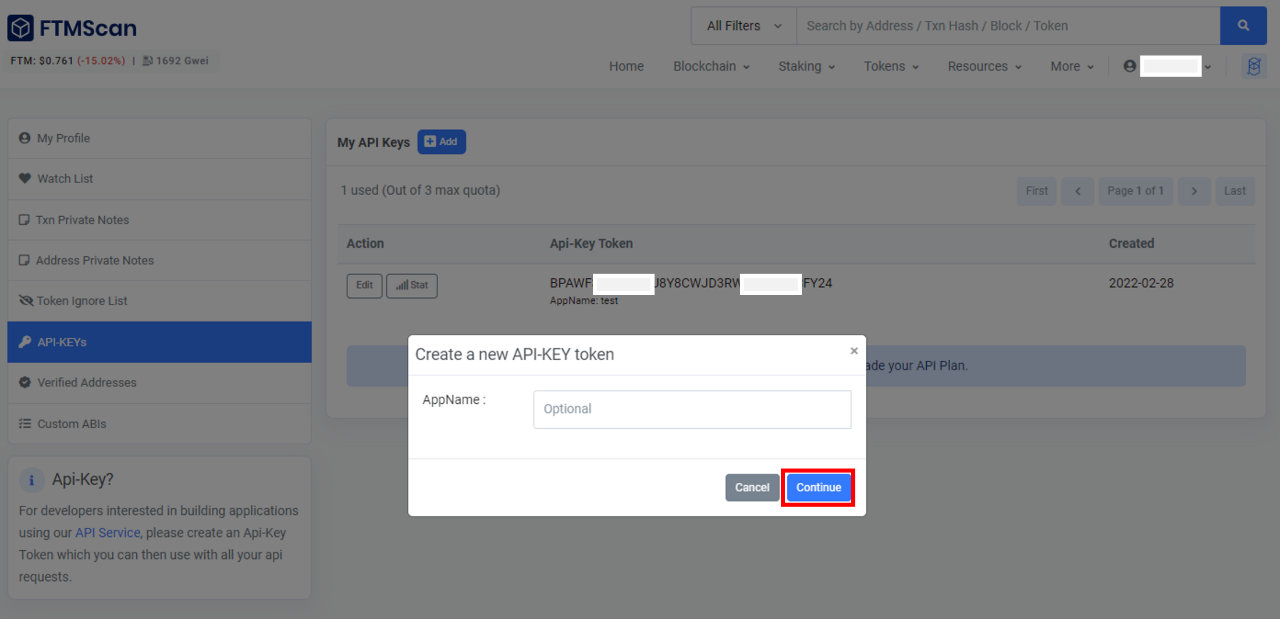 FTMScan
All Filters
Search by Address / Txn Hash / Block / Token
FTM: $0.761 (-15.02%) | 1692 Gwei
Home Blockchain Staking Tokens Resources More
My Profile
Watch List
Txn Private Notes
Address Private Notes
Token Ignore List
API-KEYs
Verified Addresses
Custom ABIs
Api-Key?
For developers interested in building applications
using our API Service, please create an Api-Key
Token which you can then use with all your api
requests.
My API Keys Add
1 used (Out of 3 max quota)
First Page 1 of 1 Last
Action Api-Key Token Created
Edit Stat BPAWF J8Y8CWJD3RW FY24 2022-02-28
AppName: test
your API Plan.
Create a new API-KEY token ×
AppName :
Optional
Cancel Continue